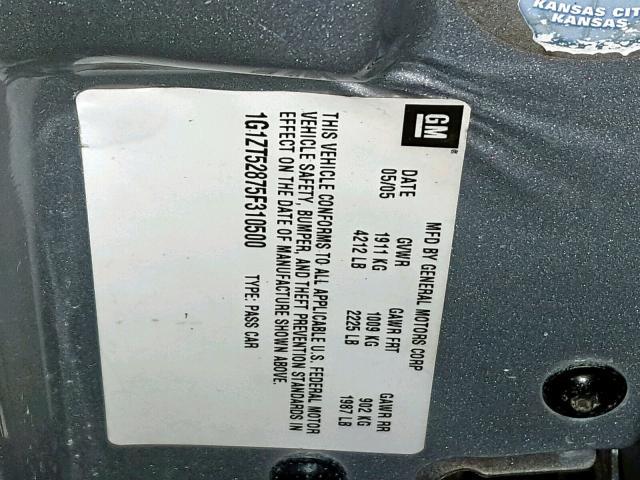 KANSAS CITY
KANSAS
GM
MFD BY GENERAL MOTORS CORP
DATE GVWR GAWR FRT GAWR RR
05/05 1911 KG 1009 KG 902 KG
4212 LB 2225 LB 1987 LB
THIS VEHICLE CONFORMS TO ALL APPLICABLE U.S. FEDERAL MOTOR
VEHICLE SAFETY, BUMPER, AND THEFT PREVENTION STANDARDS IN
EFFECT ON THE DATE OF MANUFACTURE SHOWN ABOVE.
1G1ZT52875F310500 TYPE: PASS CAR